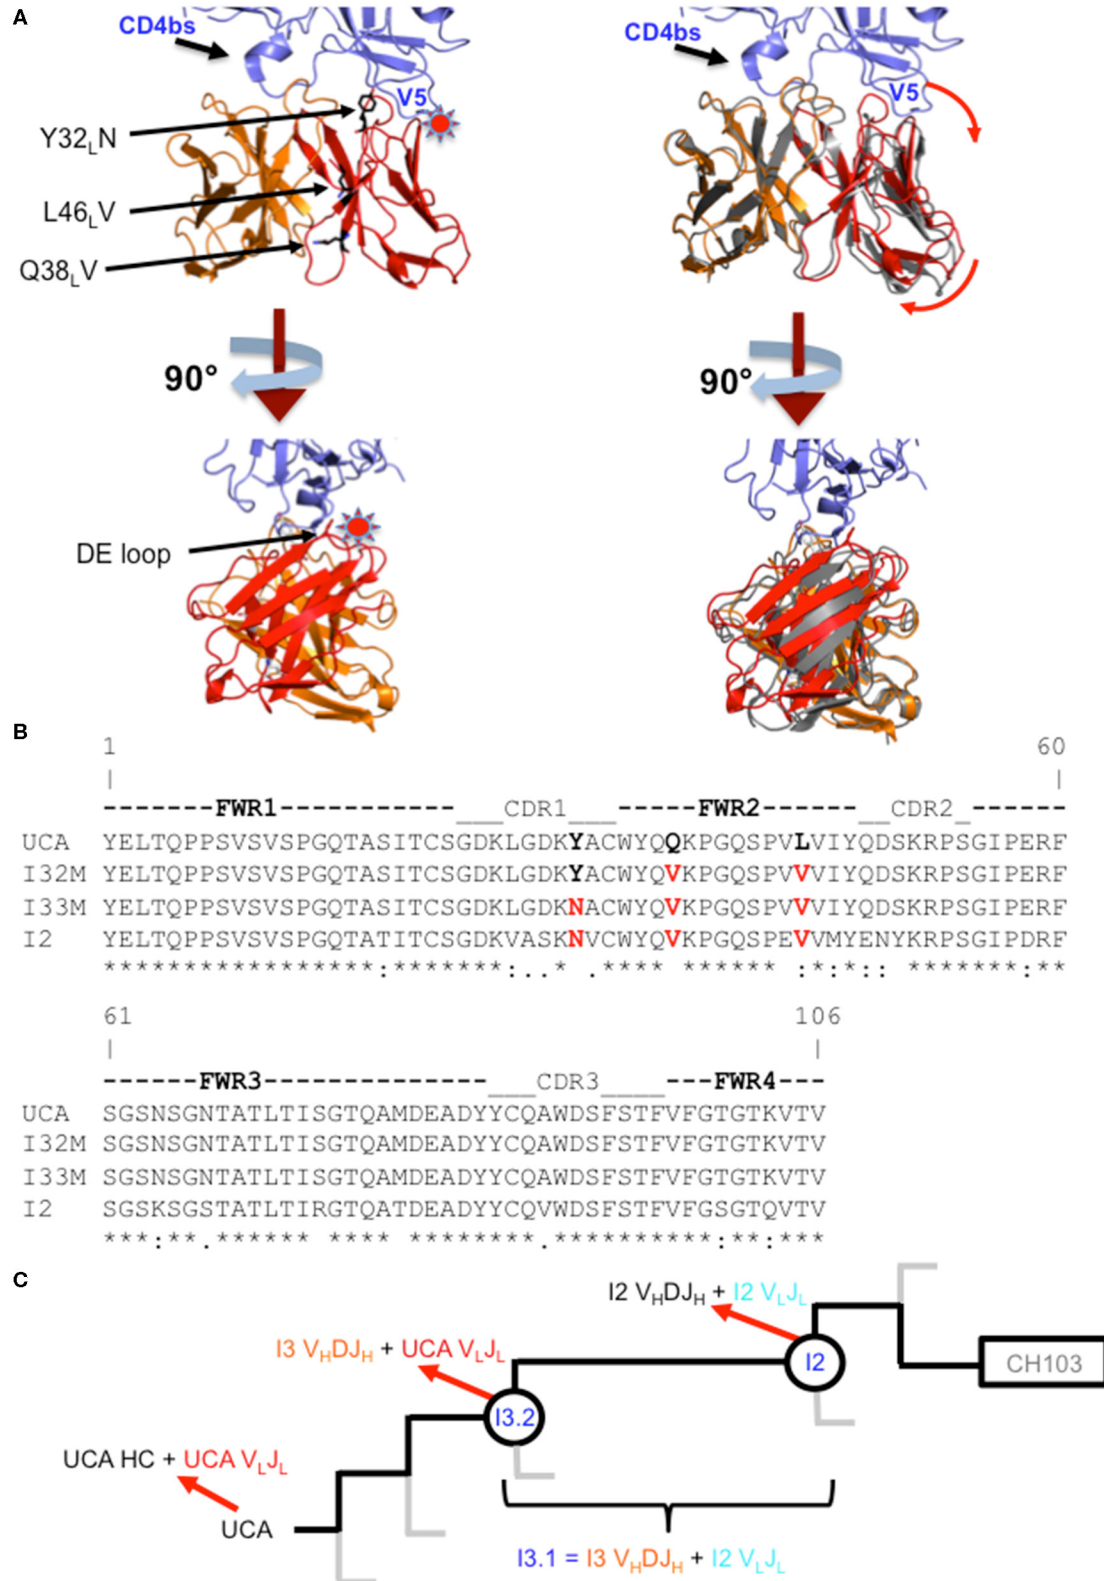 A
CD4bs
V5
Y32LN
L46LV
Q38LV
CD4bs
V5
90°
90°
DE loop
B
1 60
| |
-------FWR1-----------___CDR1___-----FWR2------__CDR2_------
UCA YELTQPPSVSVSPGQTASITCSGDKLGDKYACWYQQKPGQSPVLVIYQDSKRPSGIPERF
I32M YELTQPPSVSVSPGQTASITCSGDKLGDKYACWYQVKPGQSPVVVIYQDSKRPSGIPERF
I33M YELTQPPSVSVSPGQTASITCSGDKLGDKNACWYQVKPGQSPVVVIYQDSKRPSGIPERF
I2 YELTQPPSVSVSPGQTATITCSGDKVASKNVCWYQVKPGQSPEVVMYENYKRPSGIPDRF
*****************:*******:..* .**** ****** :*:*:: *********:**
61 106
| |
------FWR3--------------___CDR3____---FWR4---
UCA SGSNSGNTATLTISGTQAMDEADYYCQAWDSFSTFVFGTGTKVTV
I32M SGSNSGNTATLTISGTQAMDEADYYCQAWDSFSTFVFGTGTKVTV
I33M SGSNSGNTATLTISGTQAMDEADYYCQAWDSFSTFVFGTGTKVTV
I2 SGSKSGSTATLTIRGTQATDEADYYCQVWDSFSTFVFGSGTQVTV
***:**.****** **** ********.**********:**:***
C
I2 VHDJH + I2 VLJL
I3 VHDJH + UCA VLJL
I2
CH103
I3.2
UCA HC + UCA VLJL
UCA
I3.1 = I3 VHDJH + I2 VLJL